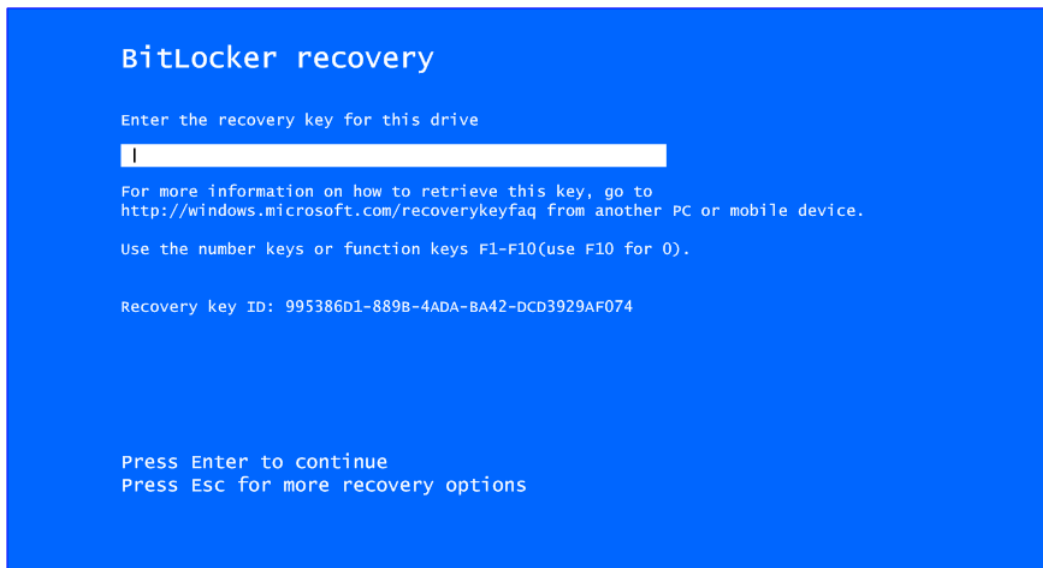 BitLocker recovery
Enter the recovery key for this drive
For more information on how to retrieve this key, go to
http://windows.microsoft.com/recoverykeyfaq from another PC or mobile device.
Use the number keys or function keys F1-F10(use F10 for 0).
Recovery key ID: 995386D1-889B-4ADA-BA42-DCD3929AF074
Press Enter to continue
Press Esc for more recovery options